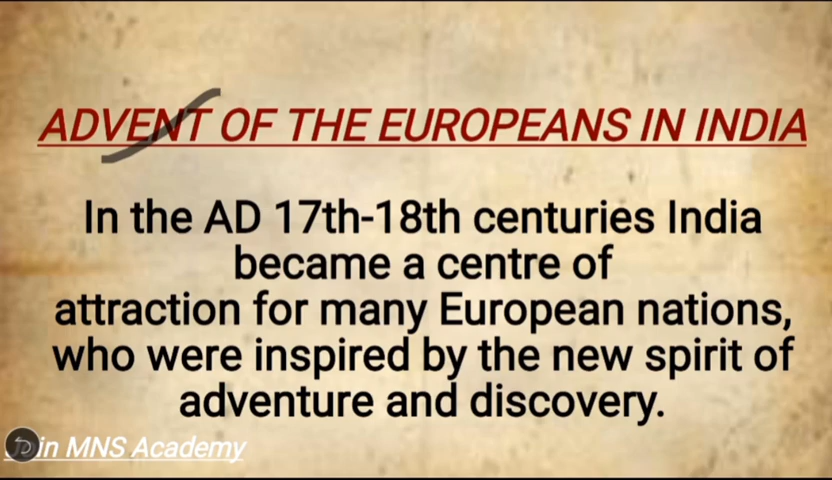 ADVENT OF THE EUROPEANS IN INDIA
In the AD 17th-18th centuries India
became a centre of
attraction for many European nations,
who were inspired by the new spirit of
adventure and discovery.
in MNS Academy